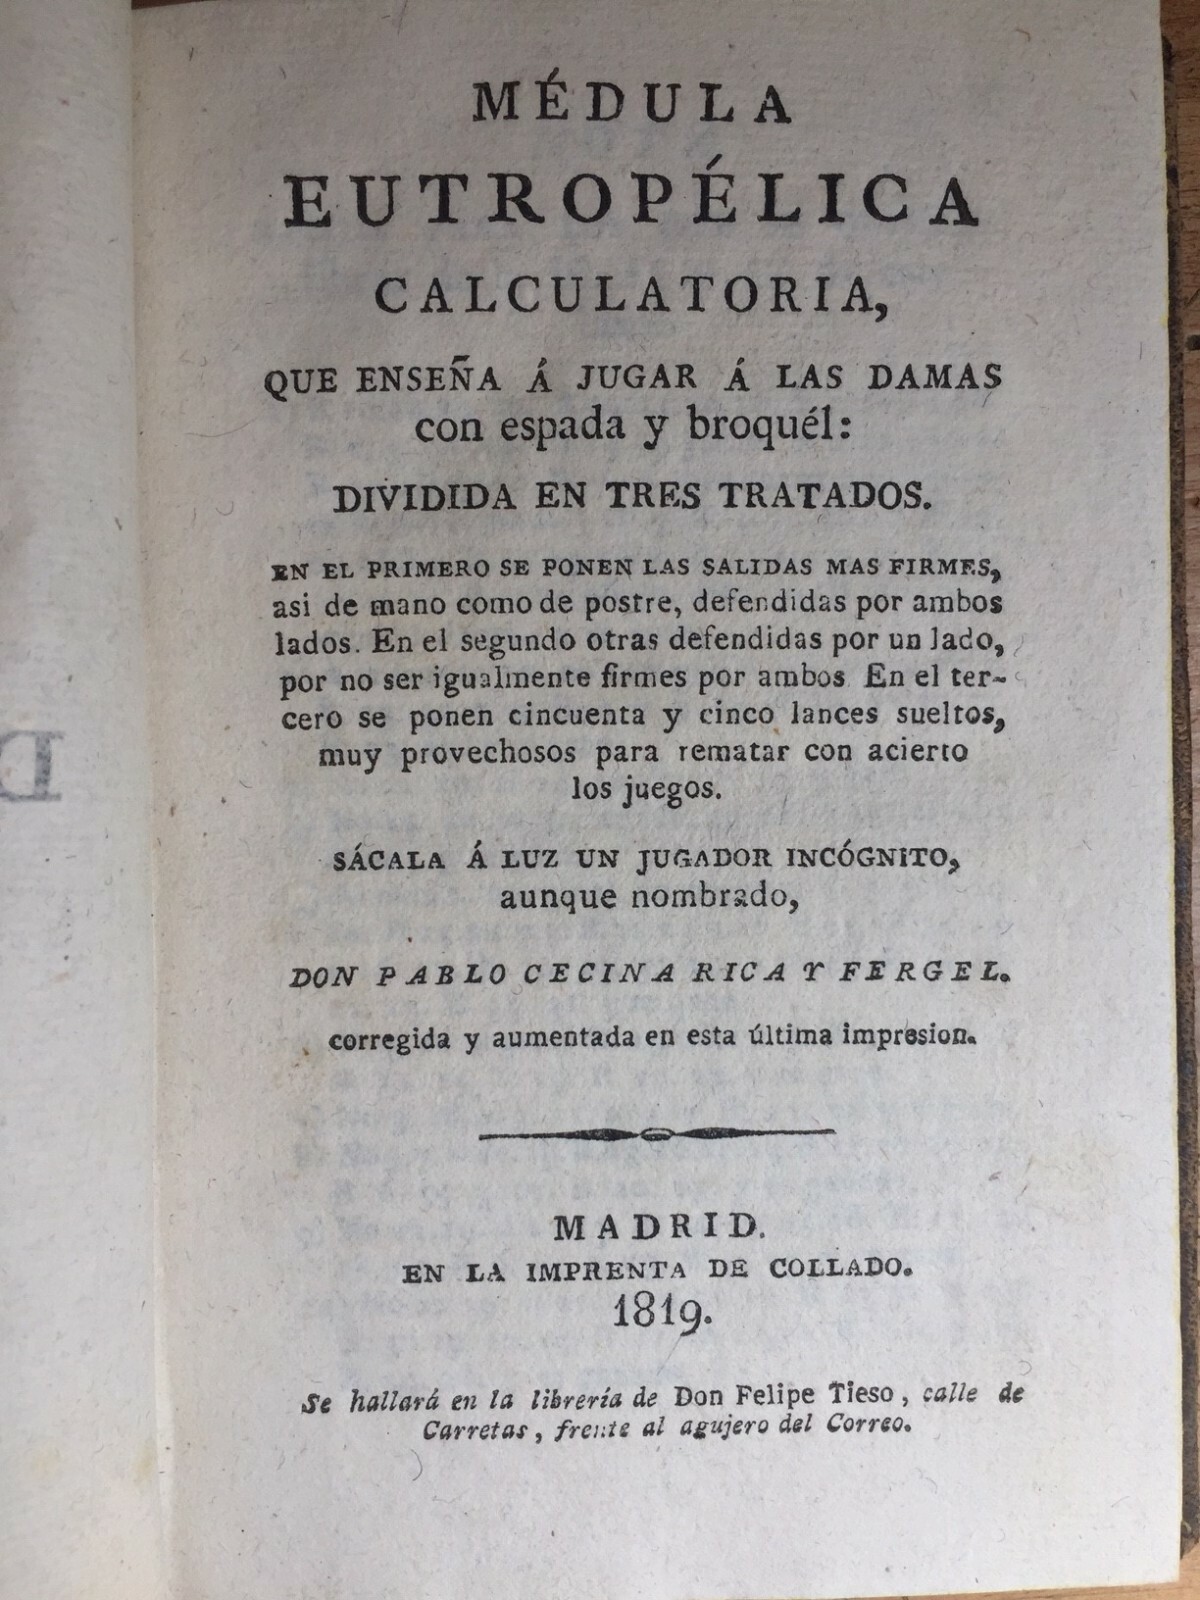 MÉDULA
EUTROPÉLICA
CALCULATORIA,
QUE ENSEÑA Á JUGAR Á LAS DAMAS
con espada y broquél:
DIVIDIDA EN TRES TRATADOS.
EN EL PRIMERO SE PONEN LAS SALIDAS MAS FIRMES,
asi de mano como de postre, defendidas por ambos
lados. En el segundo otras defendidas por un lado,
por no ser igualmente firmes por ambos. En el ter-
cero se ponen cincuenta y cinco lances sueltos,
muy provechosos para rematar con acierto
los juegos.
SÁCALA Á LUZ UN JUGADOR INCÓGNITO,
aunque nombrado,
DON PABLO CECINA RICA Y FERGEL.
corregida y aumentada en esta última impresion.
MADRID.
EN LA IMPRENTA DE COLLADO.
1819.
Se hallará en la librería de Don Felipe Tieso, calle de
Carretas, frente al agujero del Correo.